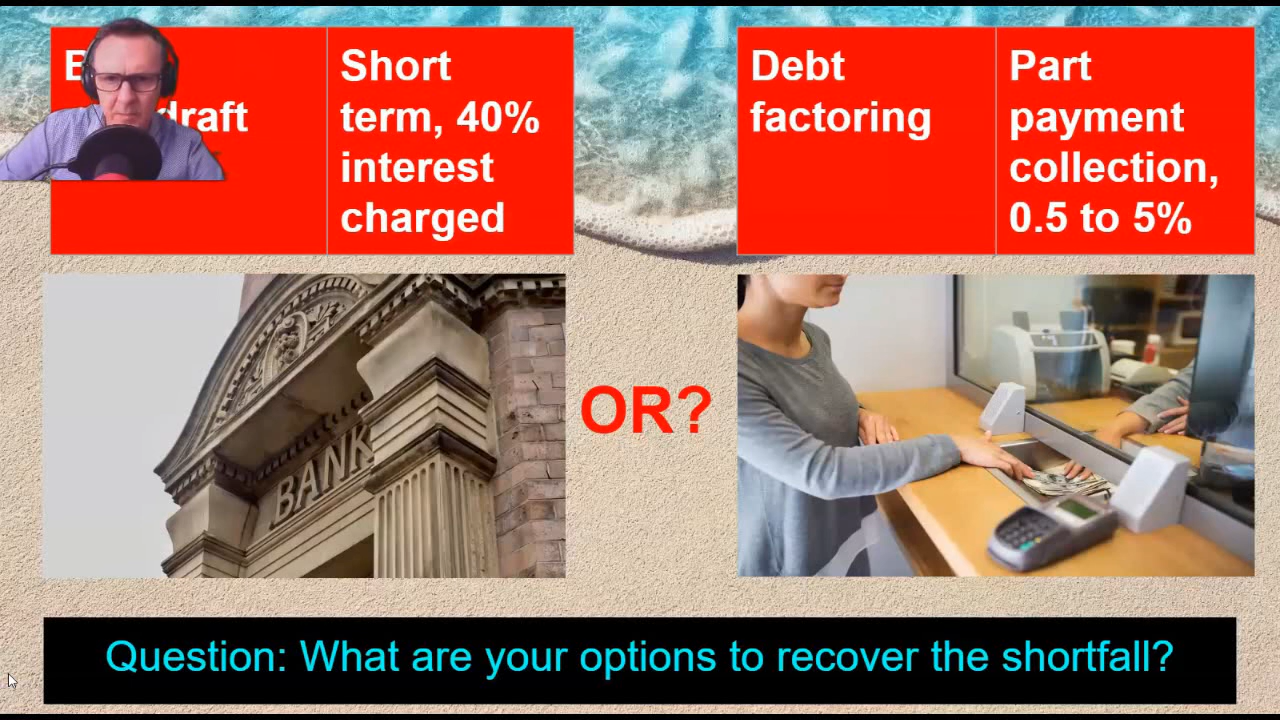 draft
Short
term, 40%
interest
charged
Debt
factoring
Part
payment
collection,
0.5 to 5%
BANK
OR?
Question: What are your options to recover the shortfall?